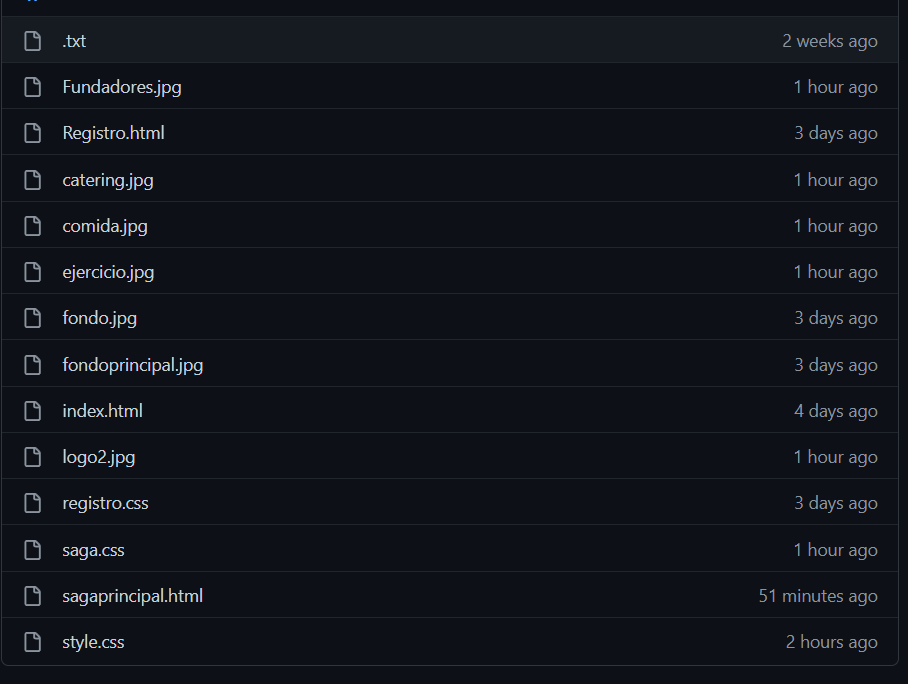 .txt 2 weeks ago
Fundadores.jpg 1 hour ago
Registro.html 3 days ago
catering.jpg 1 hour ago
comida.jpg 1 hour ago
ejercicio.jpg 1 hour ago
fondo.jpg 3 days ago
fondoprincipal.jpg 3 days ago
index.html 4 days ago
logo2.jpg 1 hour ago
registro.css 3 days ago
saga.css 1 hour ago
sagaprincipal.html 51 minutes ago
style.css 2 hours ago